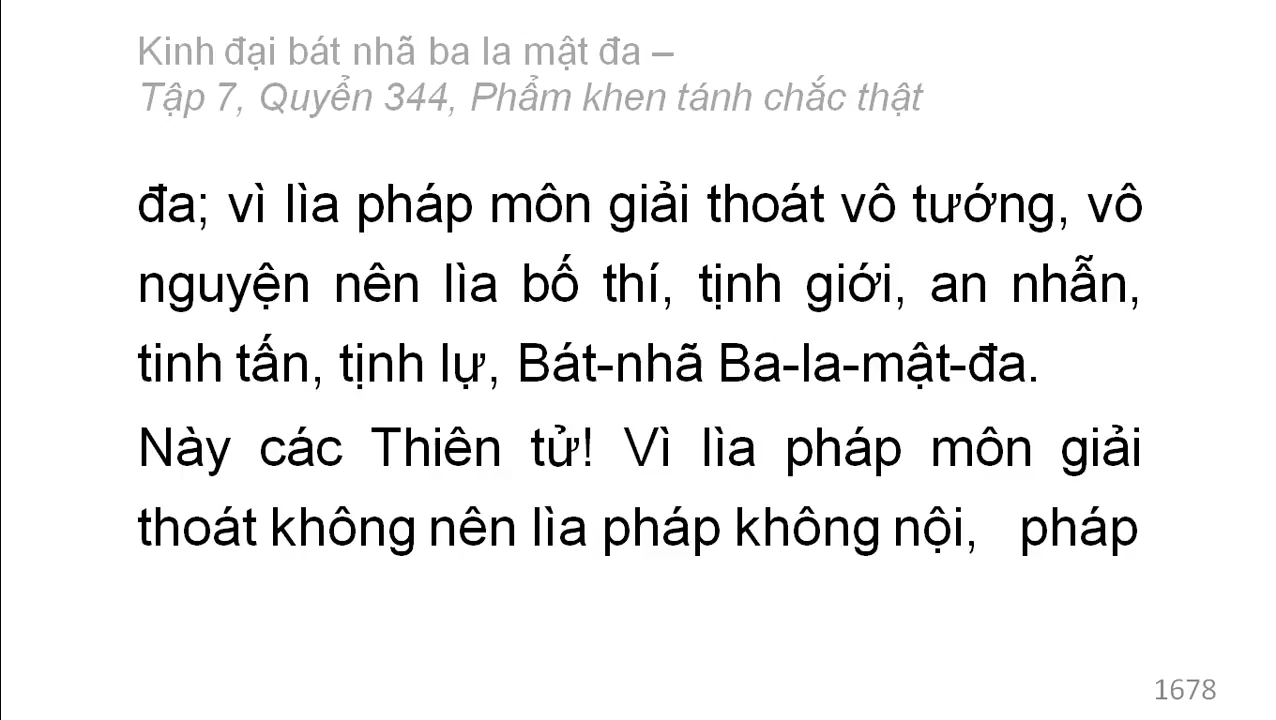 Kinh đại bát nhã ba la mật đa –
Tập 7, Quyển 344, Phẩm khen tánh chắc thật
đa; vì lìa pháp môn giải thoát vô tướng, vô
nguyện nên lìa bố thí, tịnh giới, an nhẫn,
tinh tấn, tịnh lự, Bát-nhã Ba-la-mật-đa.
Này các Thiên tử! Vì lìa pháp môn giải
thoát không nên lìa pháp không nội, pháp
1678